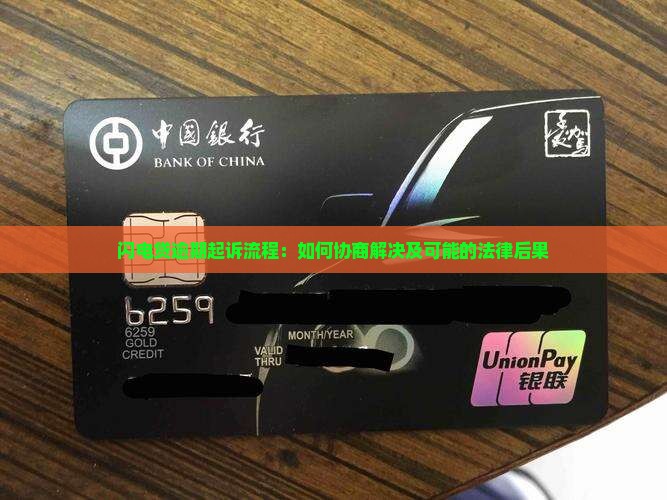 中国银行
BANK OF CHINA
爱驾
闪电贷逾期起诉流程：如何协商解决及可能的法律后果
6259
6259
GOLD
CREDIT
MONTH/YEAR
VALID
THRU
UnionPay
银联